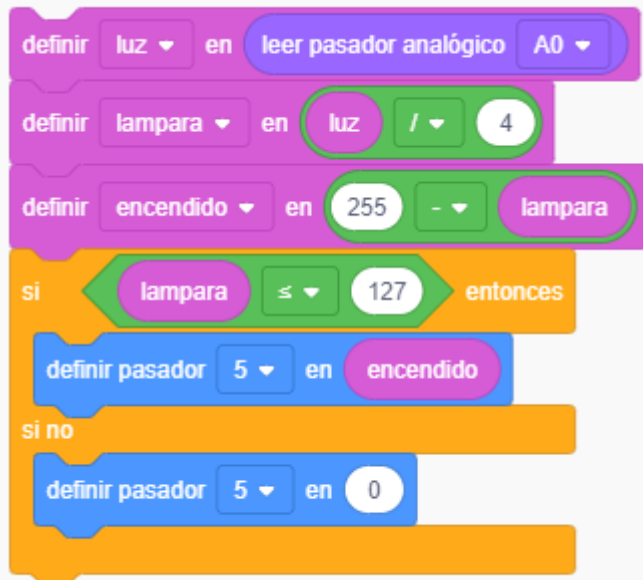 definir luz en leer pasador analógico A0
definir lampara en luz / 4
definir encendido en 255 - lampara
si lampara ≤ 127 entonces
definir pasador 5 en encendido
si no
definir pasador 5 en 0